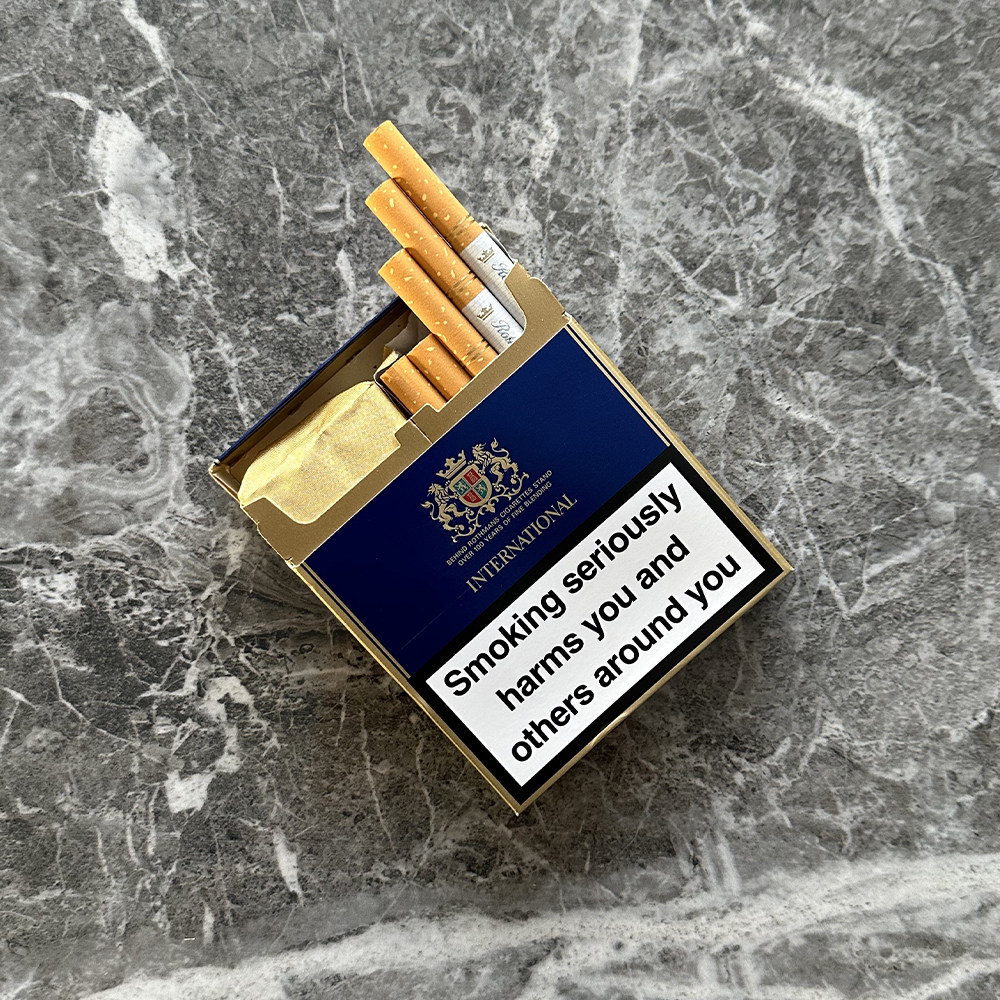 BEHIND ROTHMANS CIGARETTES STAND
OVER 100 YEARS OF FINE BLENDING
INTERNATIONAL
Smoking seriously
harms you and
others around you